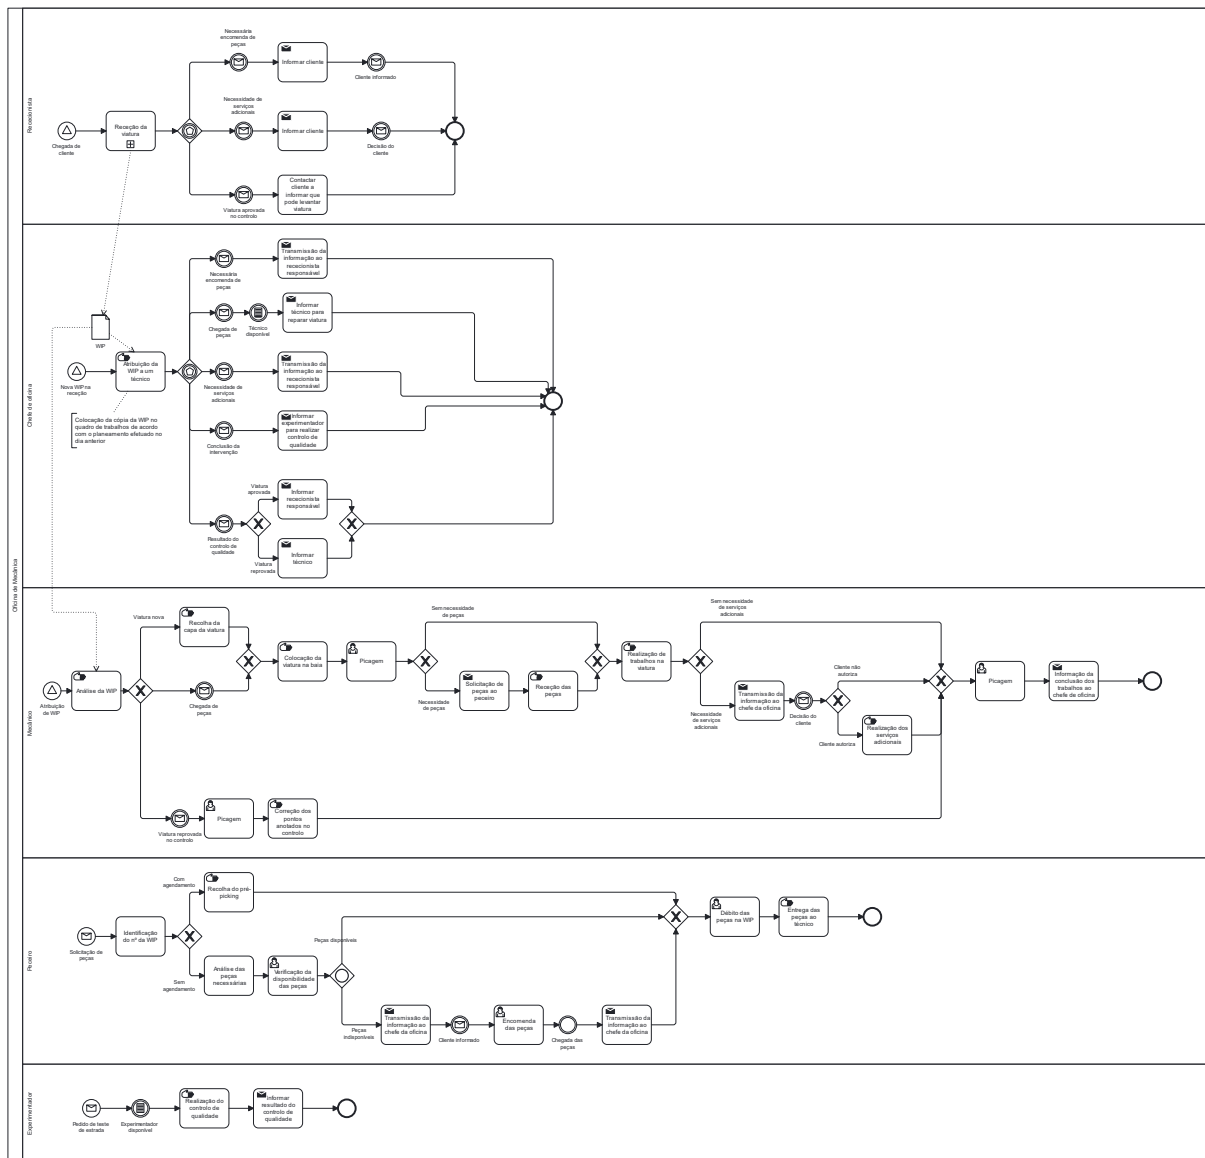 Oficina de Mecânica
Rececionista
Necessária
encomenda de
peças
Informar cliente
Cliente informado
Chegada de
cliente
Receção da
viatura
Necessidade de
serviços
adicionais
Informar cliente
Decisão do
cliente
Viatura aprovada
no controlo
Contactar
cliente a
informar que
pode levantar
viatura
Chefe de oficina
Necessária
encomenda de
peças
Transmissão da
informação ao
rececionista
responsável
Chegada de
peças
Técnico
disponível
Informar
técnico para
reparar viatura
WIP
Nova WIP na
receção
Atribuição da
WIP a um
técnico
Necessidade de
serviços
adicionais
Transmissão da
informação ao
rececionista
responsável
Colocação da cópia da WIP no
quadro de trabalhos de acordo
com o planeamento efetuado no
dia anterior
Conclusão da
intervenção
Informar
experimentador
para realizar
controlo de
qualidade
Resultado do
controlo de
qualidade
Viatura
aprovada
Informar
rececionista
responsável
Viatura
reprovada
Informar
técnico
Mecânico
Atribuição
de WIP
Análise da WIP
Viatura nova
Recolha da
capa da viatura
Chegada de
peças
Colocação da
viatura na baia
Picagem
Sem necessidade
de peças
Necessidade
de peças
Solicitação de
peças ao
peceiro
Receção das
peças
Realização de
trabalhos na
viatura
Sem necessidade
de serviços
adicionais
Necessidade
de serviços
adicionais
Transmissão da
informação ao
chefe da oficina
Decisão do
cliente
Cliente não
autoriza
Cliente autoriza
Realização dos
serviços
adicionais
Picagem
Informação da
conclusão dos
trabalhos ao
chefe de oficina
Viatura reprovada
no controlo
Picagem
Correção dos
pontos
anotados no
controlo
Peceiro
Solicitação de
peças
Identificação
do nº da WIP
Com
agendamento
Recolha do pré-
picking
Sem
agendamento
Análise das
peças
necessárias
Verificação da
disponibilidade
das peças
Peças disponíveis
Peças
indisponíveis
Transmissão da
informação ao
chefe da oficina
Cliente informado
Encomenda
das peças
Chegada das
peças
Transmissão da
informação ao
chefe da oficina
Débito das
peças na WIP
Entrega das
peças ao
técnico
Experimentador
Pedido de teste
de estrada
Experimentador
disponível
Realização do
controlo de
qualidade
Informar
resultado do
controlo de
qualidade